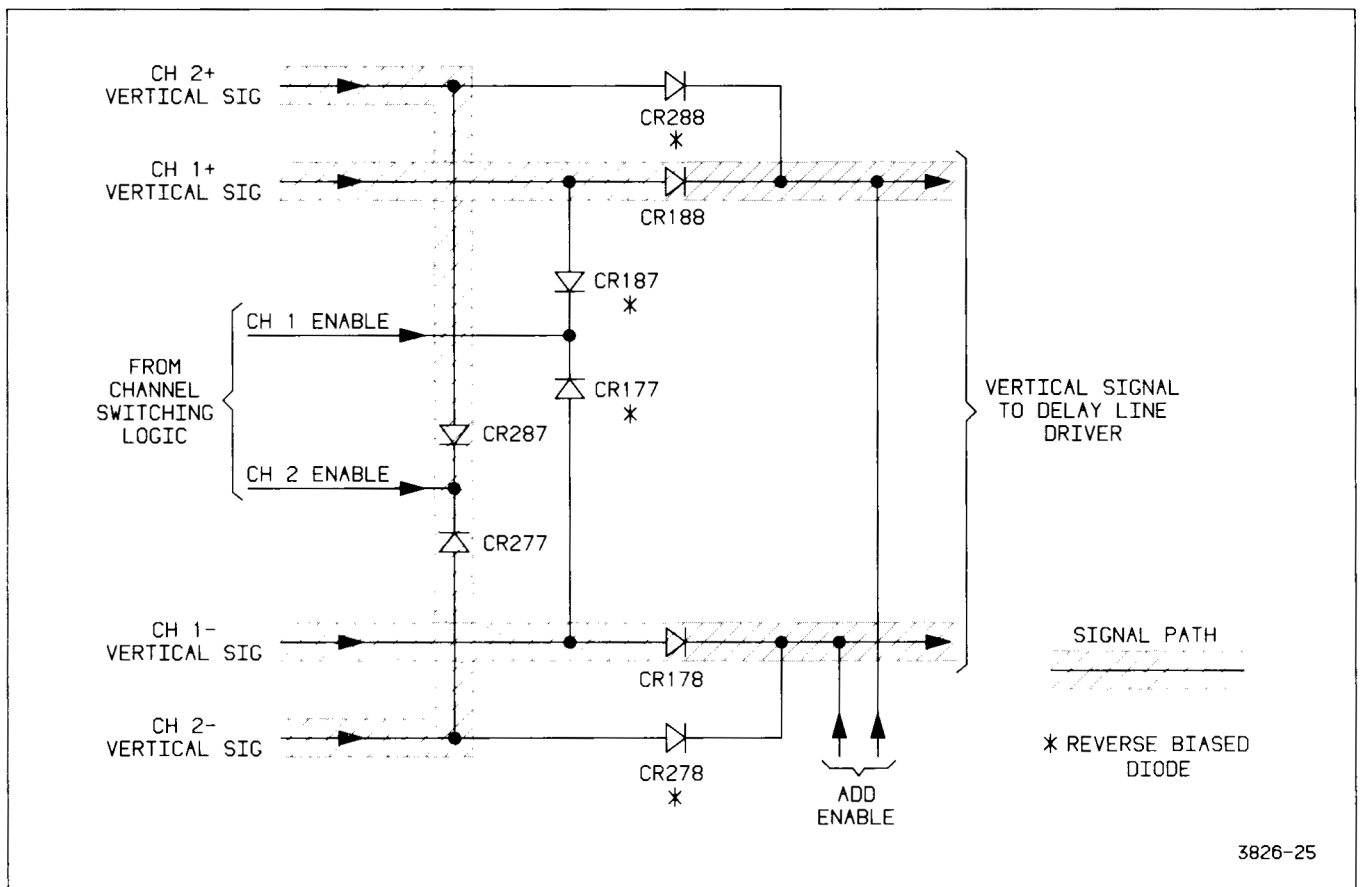 CH 2+
VERTICAL SIG
CR288
*
CH 1+
VERTICAL SIG
CR188
CR187
*
CH 1 ENABLE
FROM
CHANNEL
SWITCHING
LOGIC
CR177
*
VERTICAL SIGNAL
TO DELAY LINE
DRIVER
CR287
CH 2 ENABLE
CR277
CH 1-
VERTICAL SIG
CR178
SIGNAL PATH
CH 2-
VERTICAL SIG
CR278
*
ADD
ENABLE
* REVERSE BIASED
DIODE
3826-25